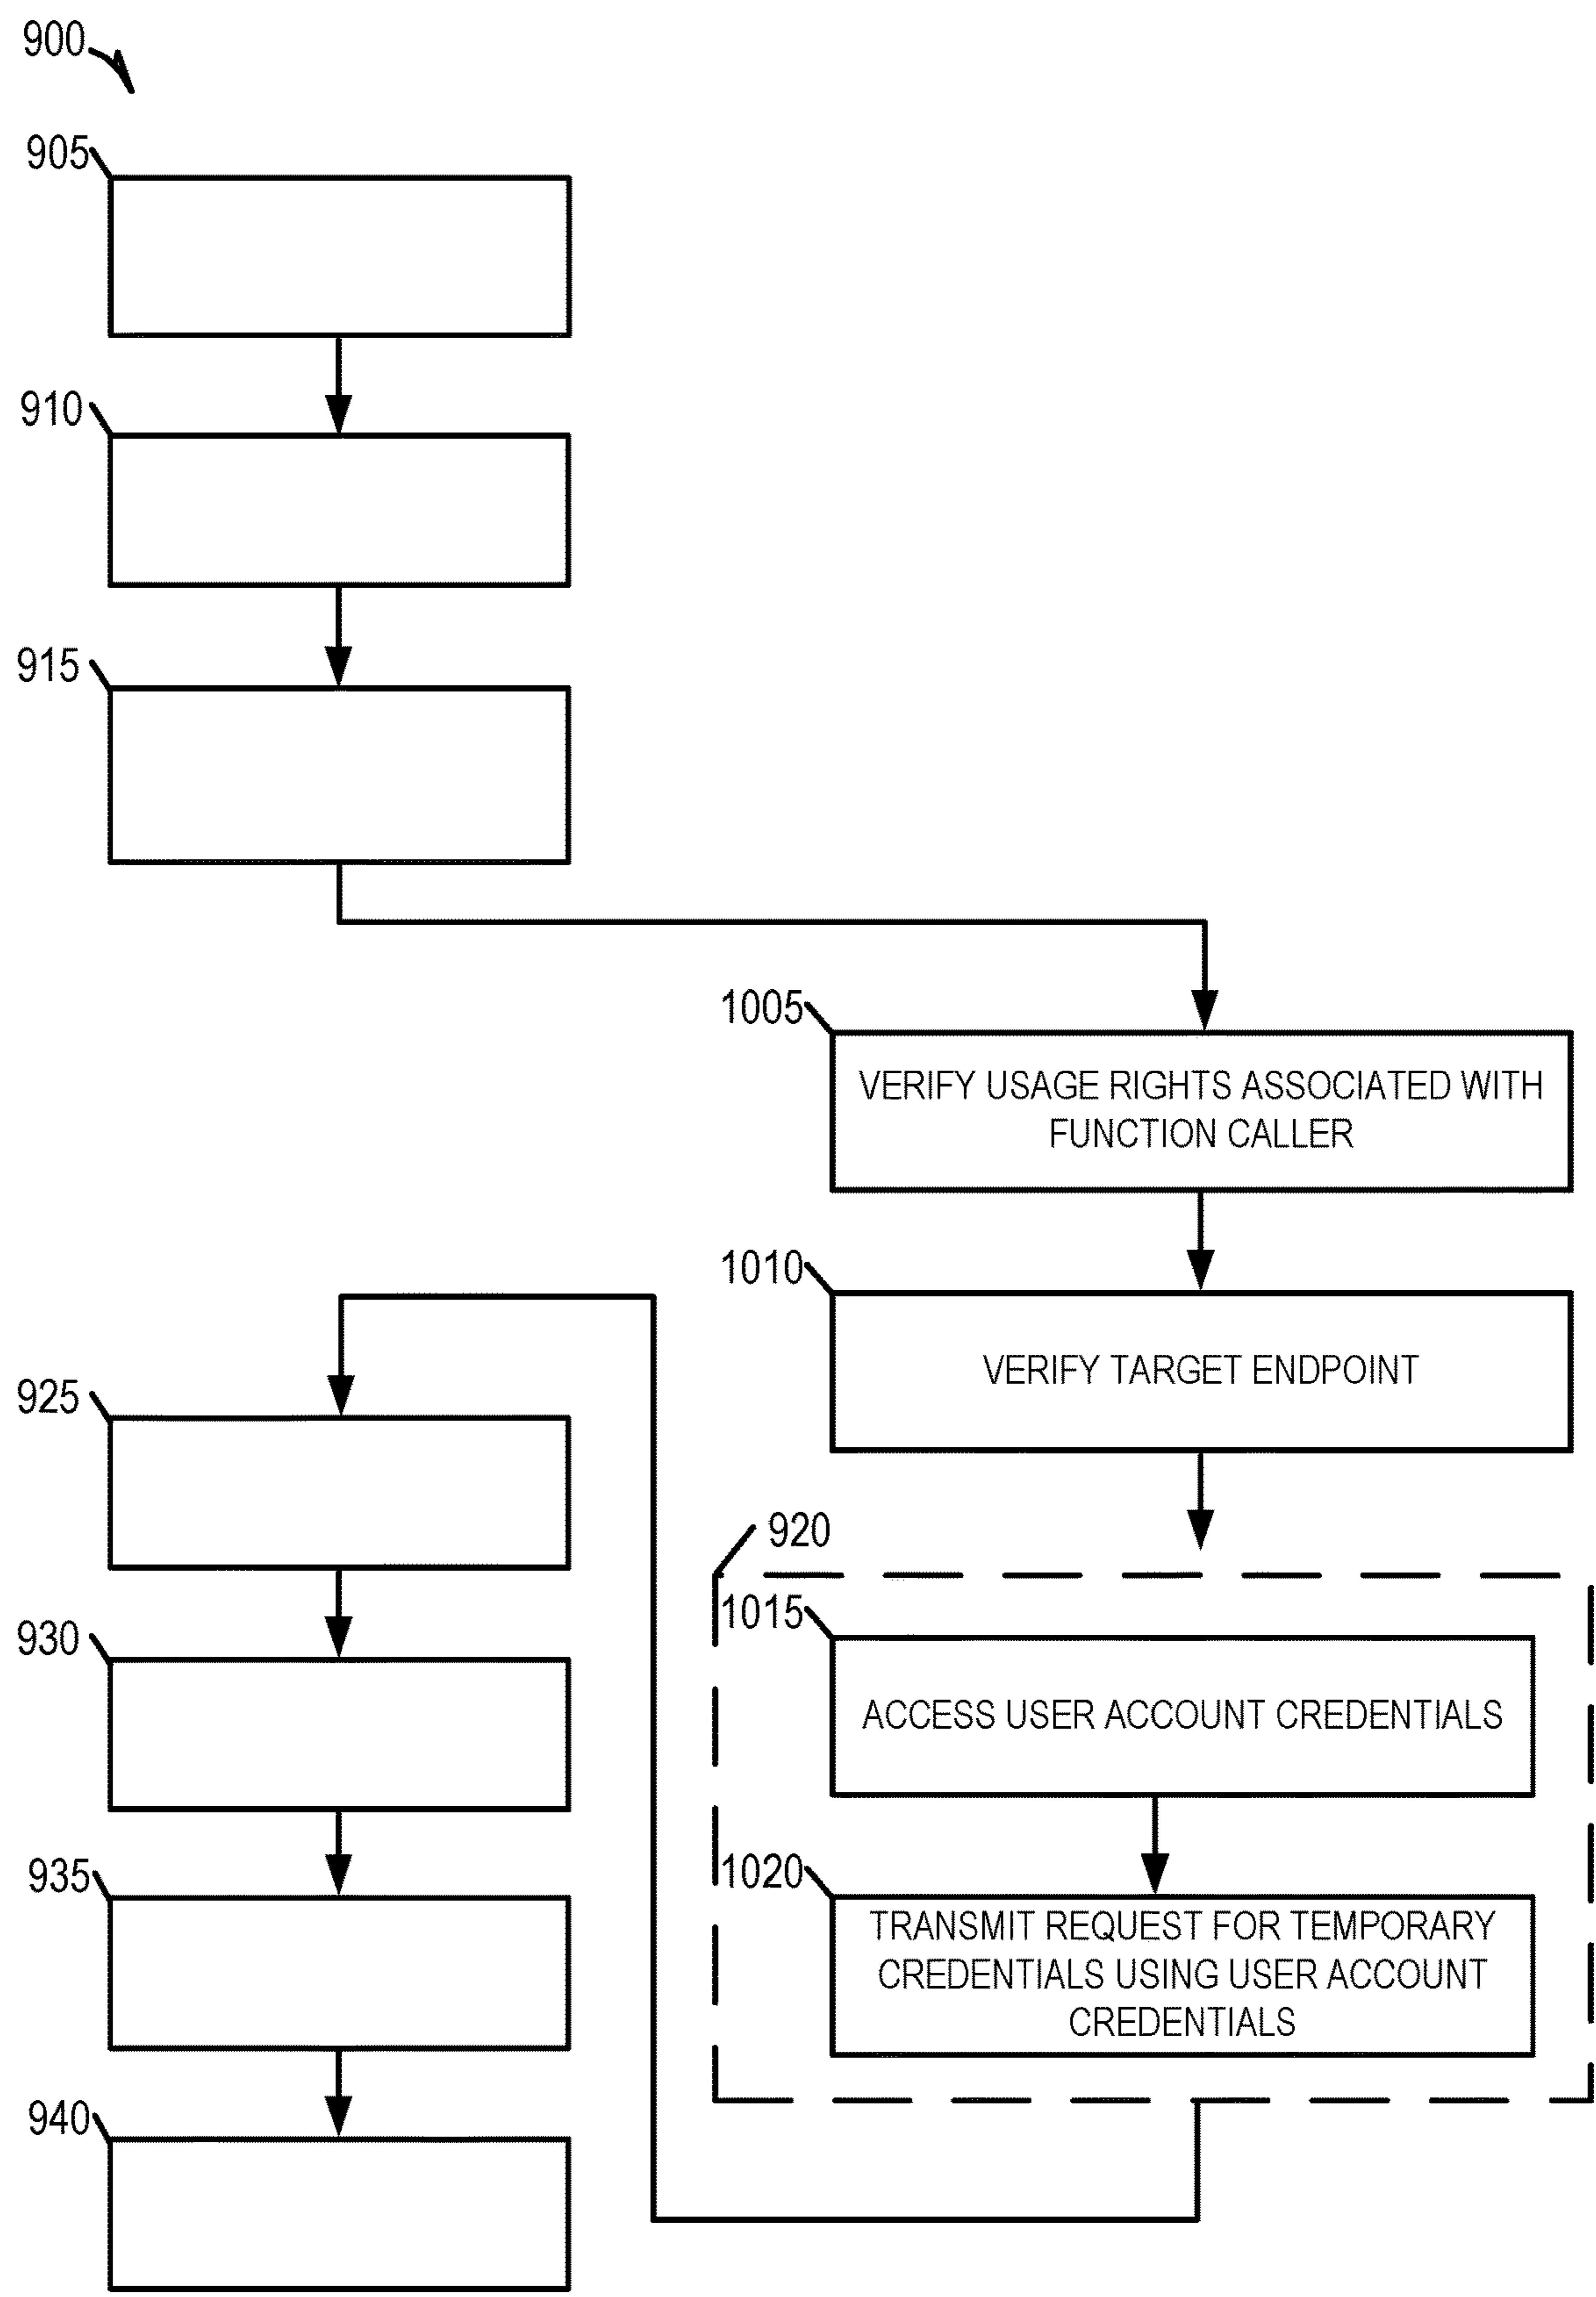 900
905
910
915
1005
VERIFY USAGE RIGHTS ASSOCIATED WITH
FUNCTION CALLER
1010
VERIFY TARGET ENDPOINT
920
1015
ACCESS USER ACCOUNT CREDENTIALS
1020
TRANSMIT REQUEST FOR TEMPORARY
CREDENTIALS USING USER ACCOUNT
CREDENTIALS
925
930
935
940